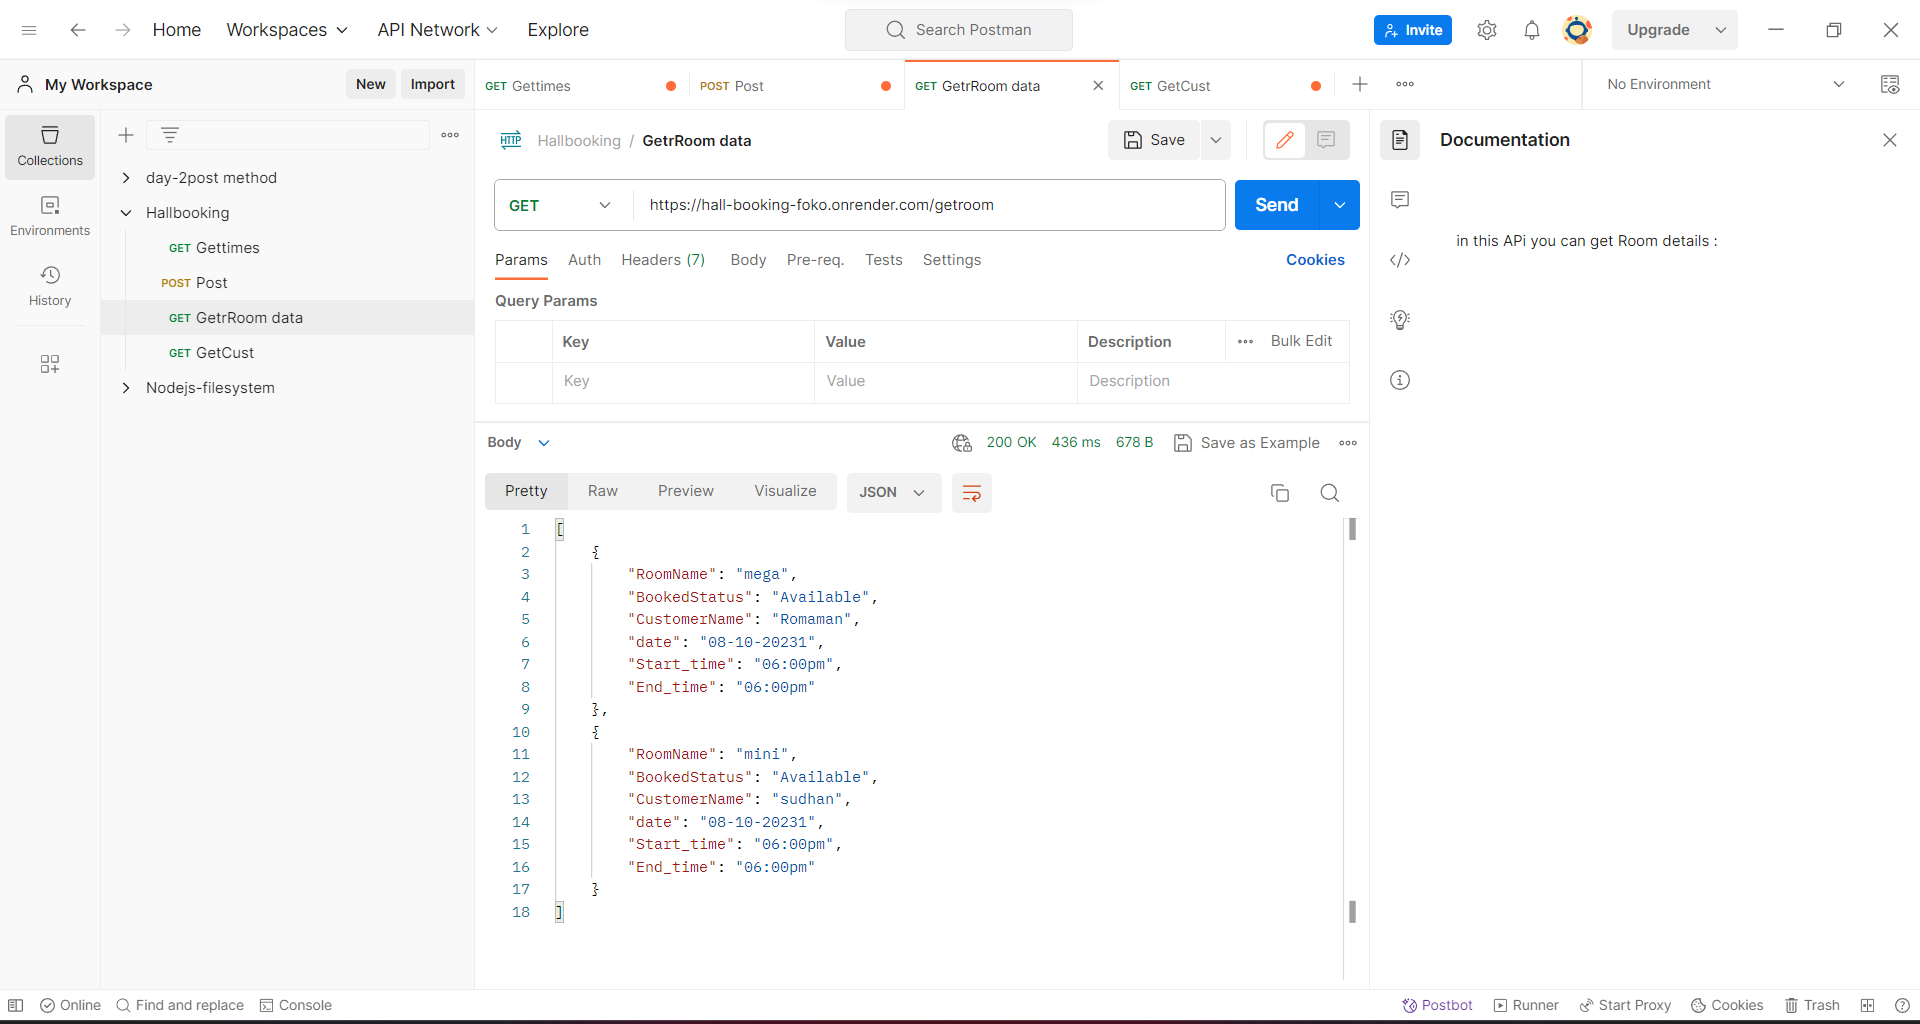 Home Workspaces API Network Explore Search Postman Invite Upgrade
My Workspace New Import GET Gettimes POST Post GET GetrRoom data GET GetCust No Environment
Collections
Environments
History
day-2post method
Hallbooking
GET Gettimes
POST Post
GET GetrRoom data
GET GetCust
Nodejs-filesystem
HTTP Hallbooking / GetrRoom data Save
GET https://hall-booking-foko.onrender.com/getroom Send
Params Auth Headers (7) Body Pre-req. Tests Settings Cookies
Query Params
Key Value Description Bulk Edit
Key Value Description
Body 200 OK 436 ms 678 B Save as Example
Pretty Raw Preview Visualize JSON
1 [
2 {
3 "RoomName": "mega",
4 "BookedStatus": "Available",
5 "CustomerName": "Romaman",
6 "date": "08-10-20231",
7 "Start_time": "06:00pm",
8 "End_time": "06:00pm"
9 },
10 {
11 "RoomName": "mini",
12 "BookedStatus": "Available",
13 "CustomerName": "sudhan",
14 "date": "08-10-20231",
15 "Start_time": "06:00pm",
16 "End_time": "06:00pm"
17 }
18 ]
Documentation
in this APi you can get Room details :
Online Find and replace Console Postbot Runner Start Proxy Cookies Trash